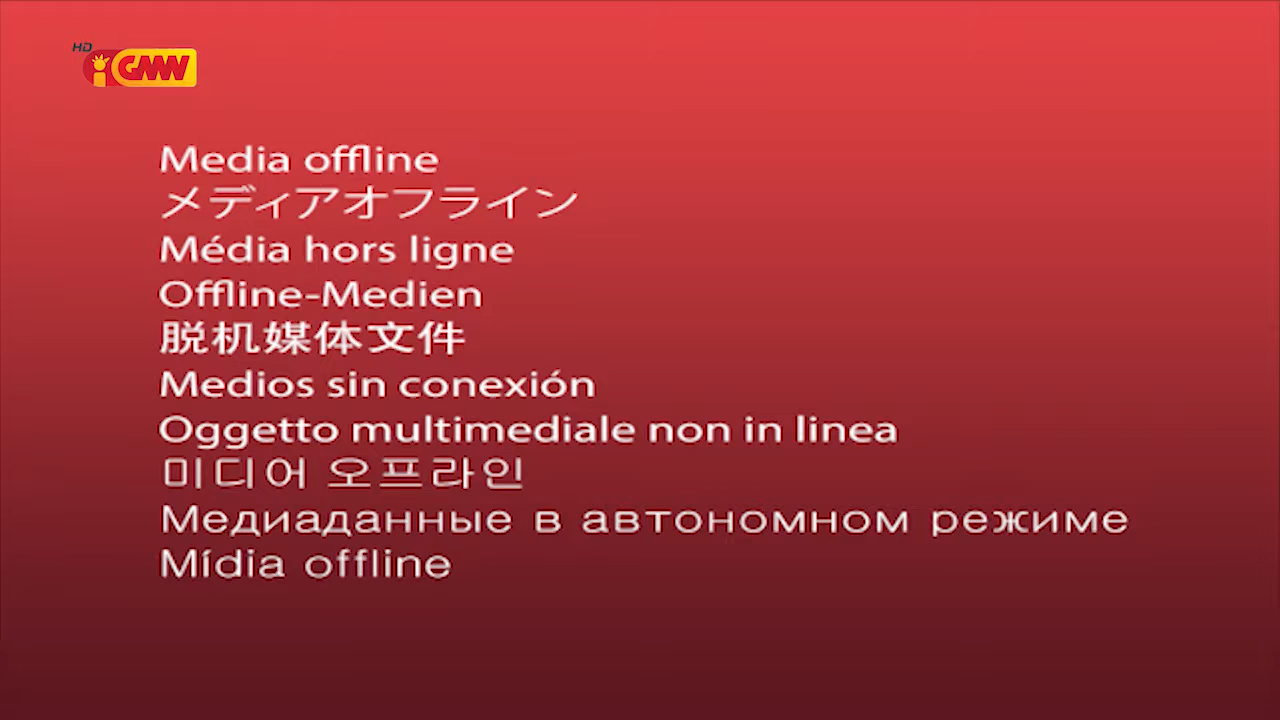 HD
iGMW
Media offline
メディアオフライン
Média hors ligne
Offline-Medien
脱机媒体文件
Medios sin conexión
Oggetto multimediale non in linea
미디어 오프라인
Медиаданные в автономном режиме
Mídia offline